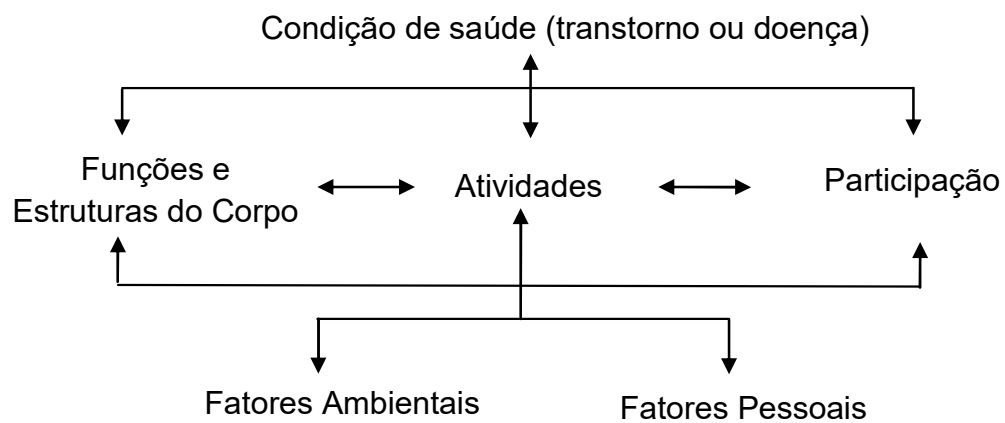 Condição de saúde (transtorno ou doença)
Funções e
Estruturas do Corpo
Atividades
Participação
Fatores Ambientais
Fatores Pessoais